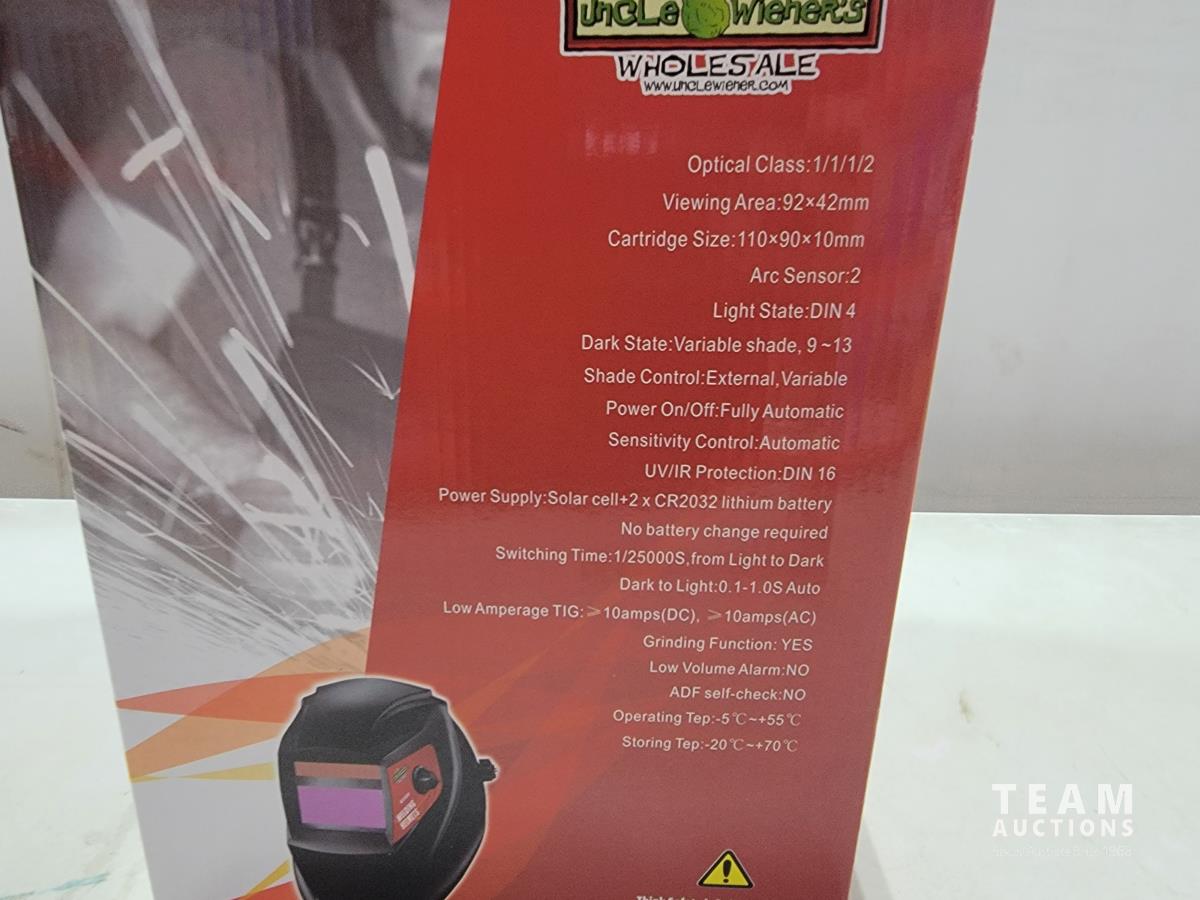 UNCLE WIENER'S
WHOLESALE
WWW.UNCLEWIENER.COM
Optical Class:1/1/1/2
Viewing Area:92×42mm
Cartridge Size:110×90×10mm
Arc Sensor:2
Light State:DIN 4
Dark State:Variable shade, 9 ~13
Shade Control:External,Variable
Power On/Off:Fully Automatic
Sensitivity Control:Automatic
UV/IR Protection:DIN 16
Power Supply:Solar cell+2 x CR2032 lithium battery
No battery change required
Switching Time:1/25000S,from Light to Dark
Dark to Light:0.1-1.0S Auto
Low Amperage TIG: ≥10amps(DC), ≥10amps(AC)
Grinding Function: YES
Low Volume Alarm:NO
ADF self-check:NO
Operating Tep:-5℃~+55℃
Storing Tep:-20℃~+70℃
WELDING
HELMETS
TEAM
AUCTIONS